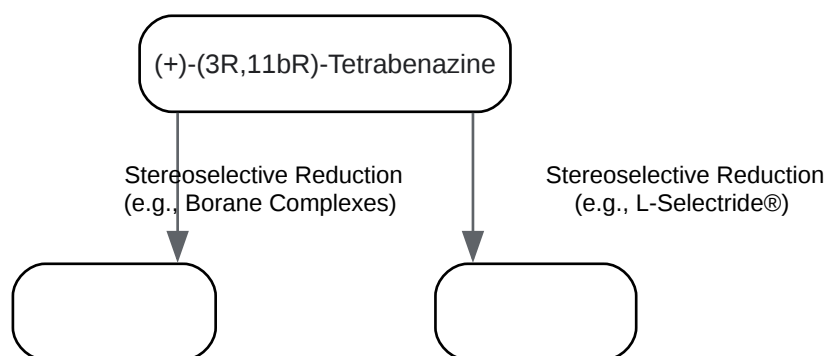 (+)-(3R,11bR)-Tetrabenazine
Stereoselective Reduction
(e.g., Borane Complexes)
Stereoselective Reduction
(e.g., L-Selectride®)